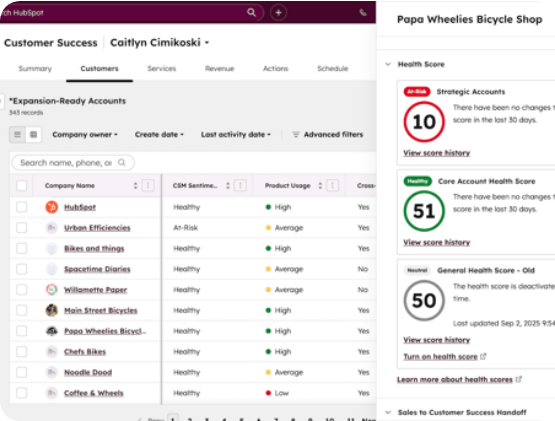 rch HubSpot
Customer Success Caitlyn Cimikoski
Summary Customers Services Revenue Actions Schedule
*Expansion-Ready Accounts
343 records
Company owner Create date Last activity date Advanced filters
Search name, phone, or
Company Name CSM Sentime.. Product Usage Cross-
HubSpot Healthy High Yes
Urban Efficiencies At-Risk Average Yes
Bikes and things Healthy High Yes
Spacetime Diaries Healthy Average No
Willamette Paper Healthy Average No
Main Street Bicycles Healthy High Yes
Papa Wheelies Bicycl.. Healthy High Yes
Chefs Bikes Healthy High Yes
Noodle Dood Healthy Average Yes
Coffee & Wheels Healthy Low Yes
1 2 3 4 5 6 7 8 9 10 11
Papa Wheelies Bicycle Shop
Health Score
At-Risk Strategic Accounts
10
There have been no changes t
score in the last 30 days.
View score history
Healthy Core Account Health Score
51
There have been no changes t
score in the last 30 days.
View score history
Neutral General Health Score - Old
50
The health score is deactivate
time.
Last updated Sep 2, 2025 9:54
View score history
Turn on health score
Learn more about health scores
Sales to Customer Success Handoff